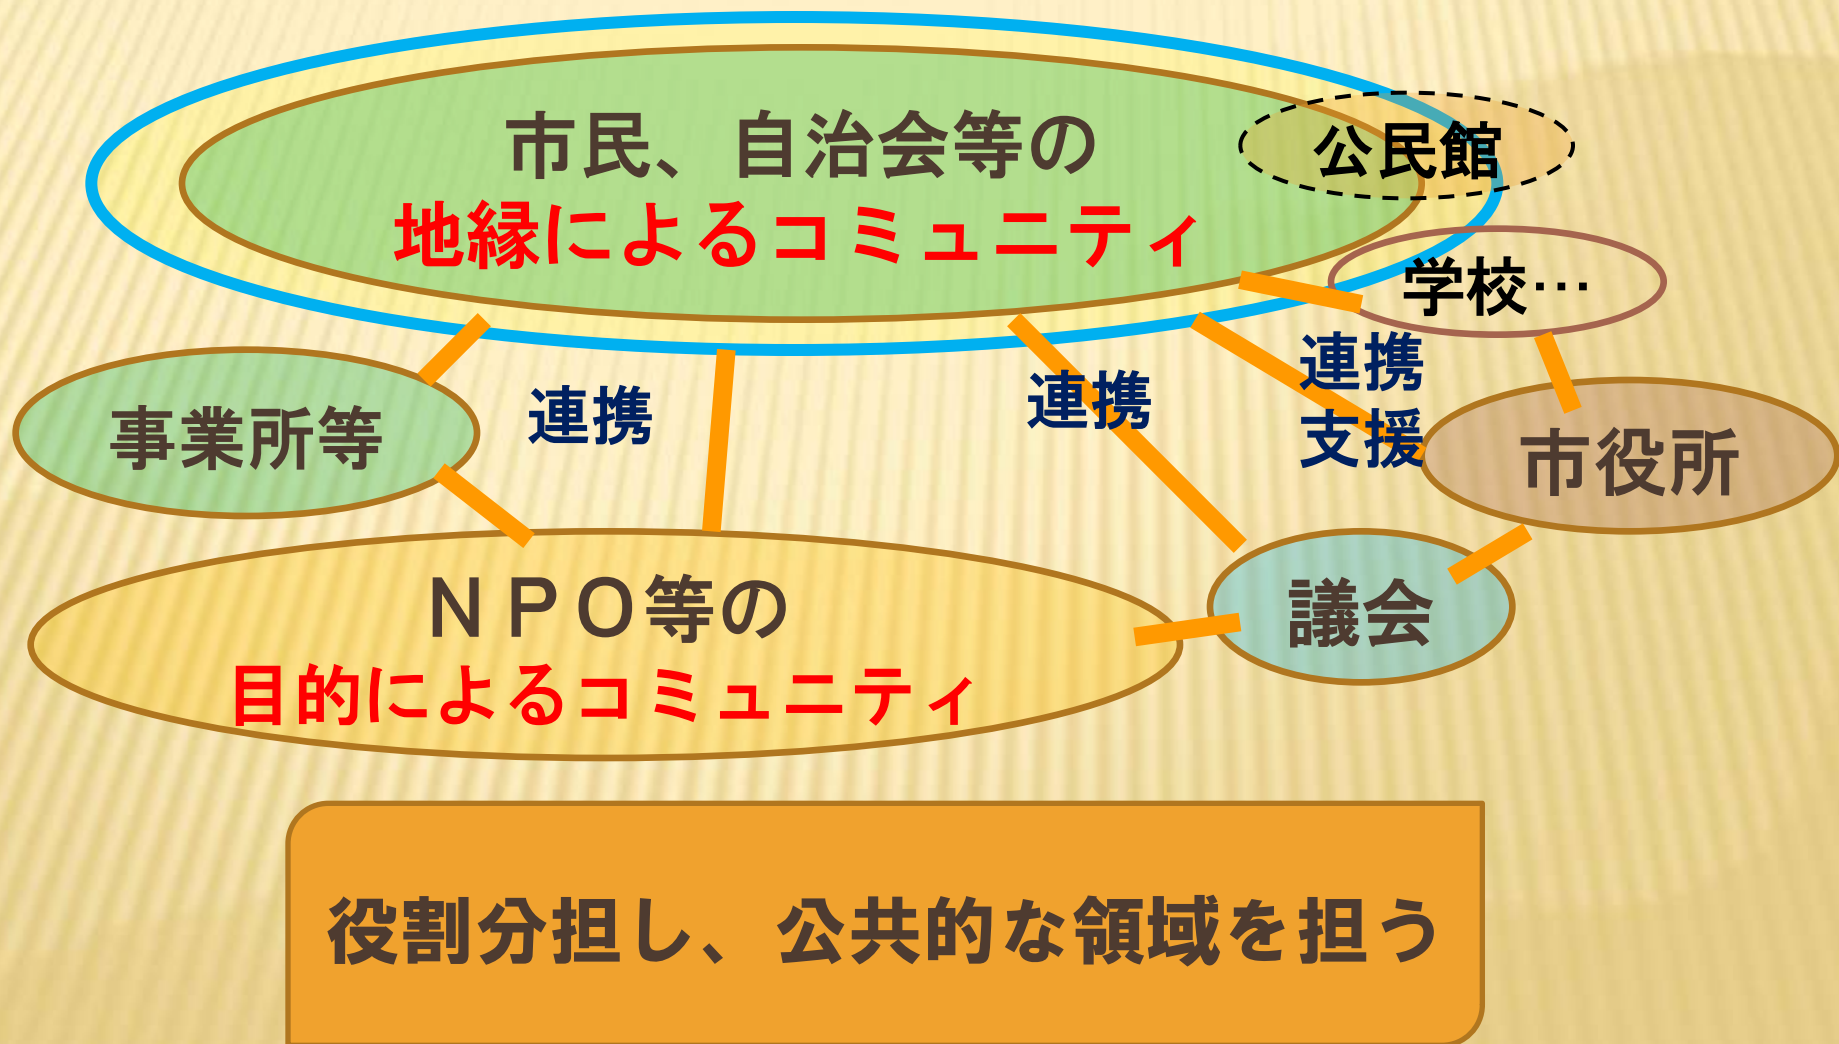 市民、自治会等の
地縁によるコミュニティ
公民館
学校…
連携
連携
連携
支援
事業所等
市役所
ＮＰＯ等の
目的によるコミュニティ
議会
役割分担し、公共的な領域を担う